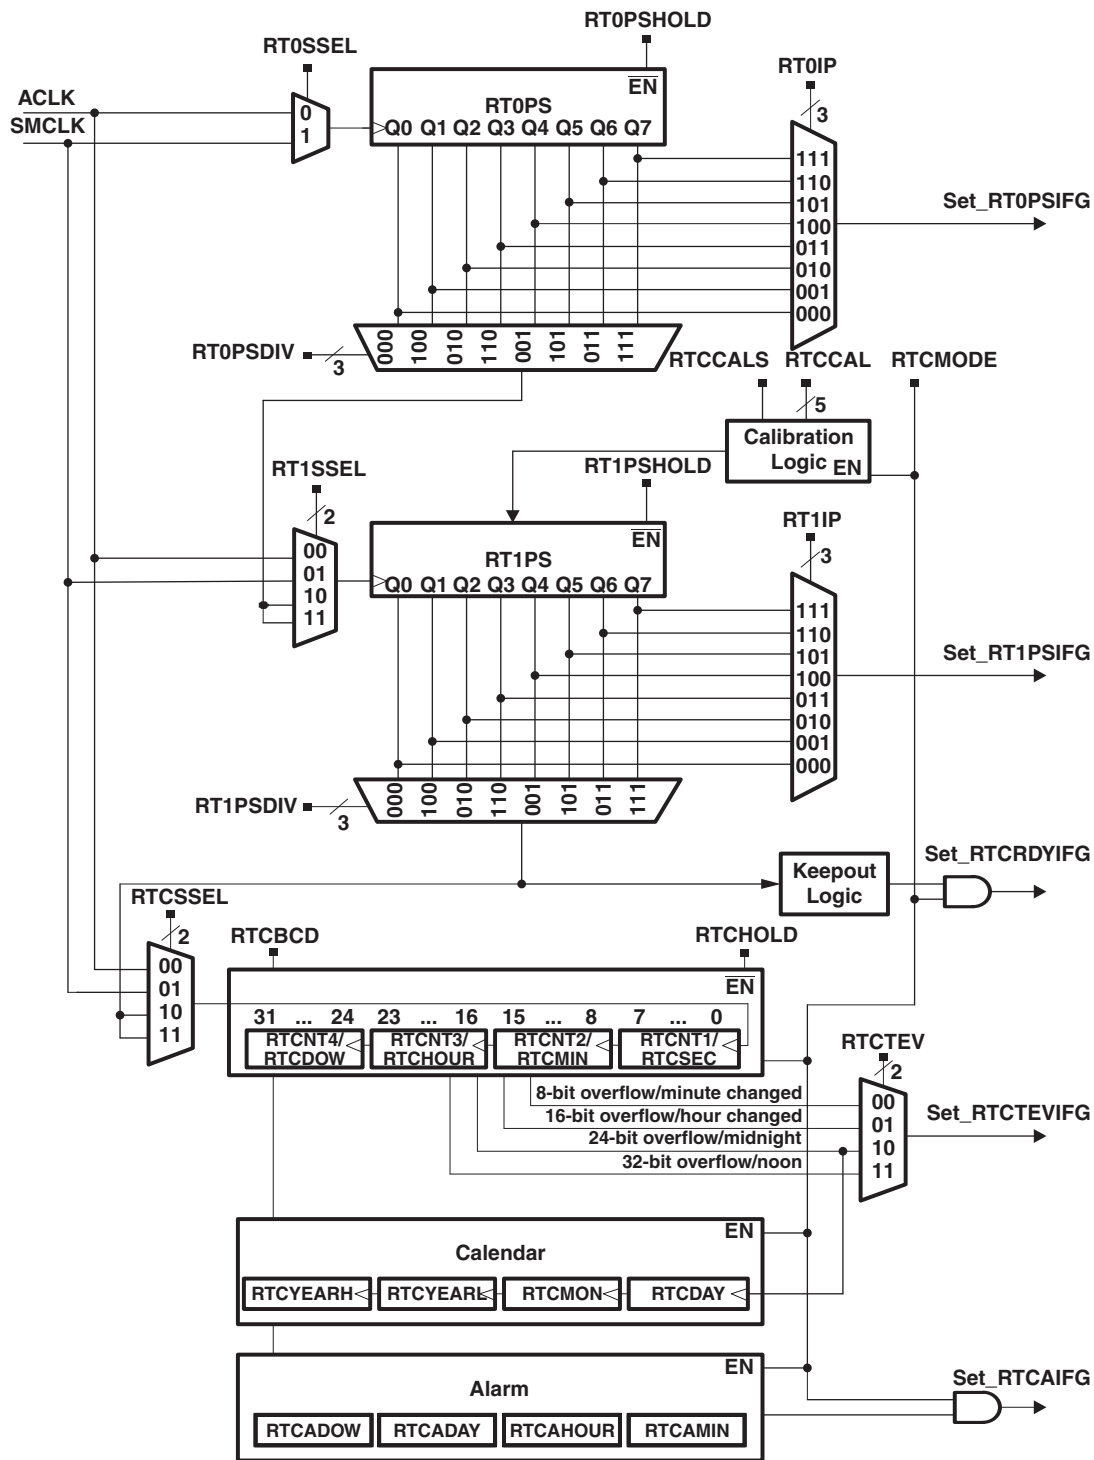 RT0PSHOLD
RT0SSEL
RT0IP
ACLK
SMCLK
0
1
EN
RT0PS
Q0 Q1 Q2 Q3 Q4 Q5 Q6 Q7
3
111
110
101
100
011
010
001
000
Set_RT0PSIFG
RT0PSDIV
3
000 100 010 110 001 101 011 111
RTCCALS RTCCAL RTCMODE
5
Calibration
Logic EN
RT1SSEL
2
RT1PSHOLD
00
01
10
11
EN
RT1PS
Q0 Q1 Q2 Q3 Q4 Q5 Q6 Q7
RT1IP
3
111
110
101
100
011
010
001
000
Set_RT1PSIFG
RT1PSDIV
3
000 100 010 110 001 101 011 111
Keepout
Logic
Set_RTCRDYIFG
RTCSSEL
2
00
01
10
11
RTCBCD
RTCHOLD
EN
31 ... 24 23 ... 16 15 ... 8 7 ... 0
RTCNT4/ RTCNT3/ RTCNT2/ RTCNT1/
RTCDOW RTCHOUR RTCMIN RTCSEC
RTCTEV
2
8-bit overflow/minute changed
16-bit overflow/hour changed
24-bit overflow/midnight
32-bit overflow/noon
00
01
10
11
Set_RTCTEVIFG
EN
Calendar
RTCYEARH RTCYEARL RTCMON RTCDAY
EN
Alarm
RTCADOW RTCADAY RTCAHOUR RTCAMIN
Set_RTCAIFG